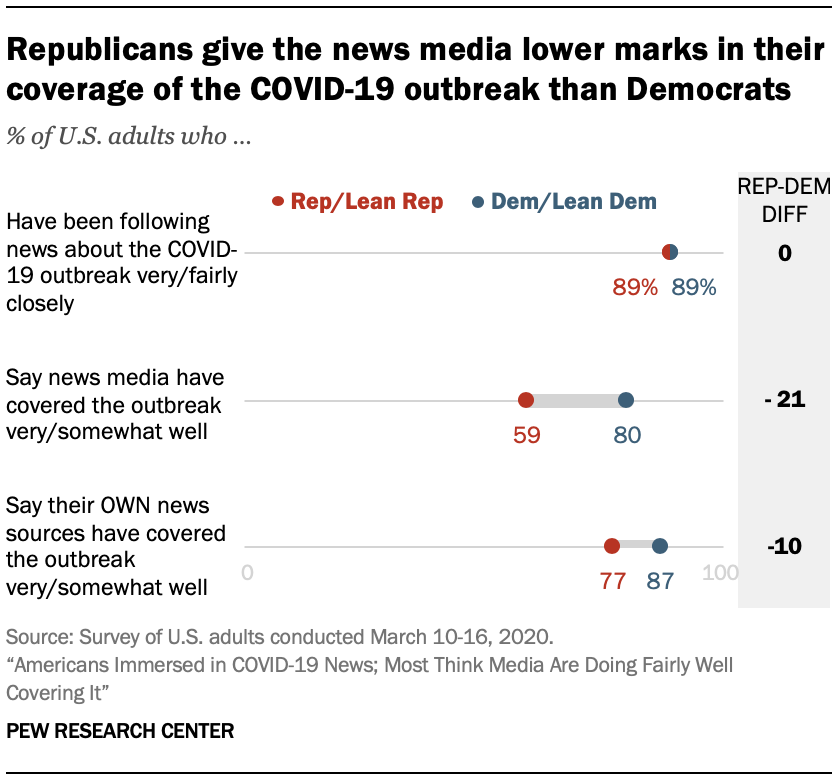 Republicans give the news media lower marks in their
coverage of the COVID-19 outbreak than Democrats
% of U.S. adults who ...
Rep/Lean Rep Dem/Lean Dem
REP-DEM
DIFF
Have been following
news about the COVID-
19 outbreak very/fairly
closely
89% 89%
0
Say news media have
covered the outbreak
very/somewhat well
59 80
- 21
Say their OWN news
sources have covered
the outbreak
very/somewhat well
0 77 87 100
-10
Source: Survey of U.S. adults conducted March 10-16, 2020.
“Americans Immersed in COVID-19 News; Most Think Media Are Doing Fairly Well
Covering It”
PEW RESEARCH CENTER